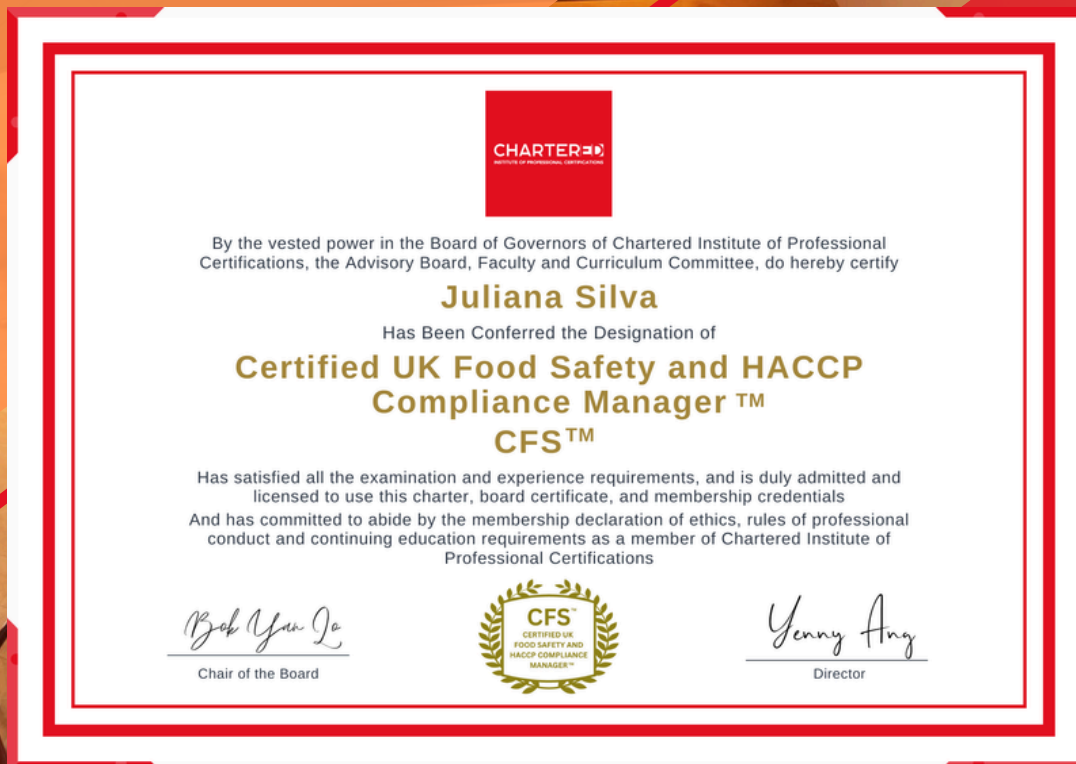 CHARTERED
INSTITUTE OF PROFESSIONAL CERTIFICATIONS
By the vested power in the Board of Governors of Chartered Institute of Professional
Certifications, the Advisory Board, Faculty and Curriculum Committee, do hereby certify
Juliana Silva
Has Been Conferred the Designation of
Certified UK Food Safety and HACCP
Compliance Manager ™
CFS™
Has satisfied all the examination and experience requirements, and is duly admitted and
licensed to use this charter, board certificate, and membership credentials
And has committed to abide by the membership declaration of ethics, rules of professional
conduct and continuing education requirements as a member of Chartered Institute of
Professional Certifications
Bok Yan Lo
Chair of the Board
CFS™
CERTIFIED UK
FOOD SAFETY AND
HACCP COMPLIANCE
MANAGER™
Yenny Ang
Director